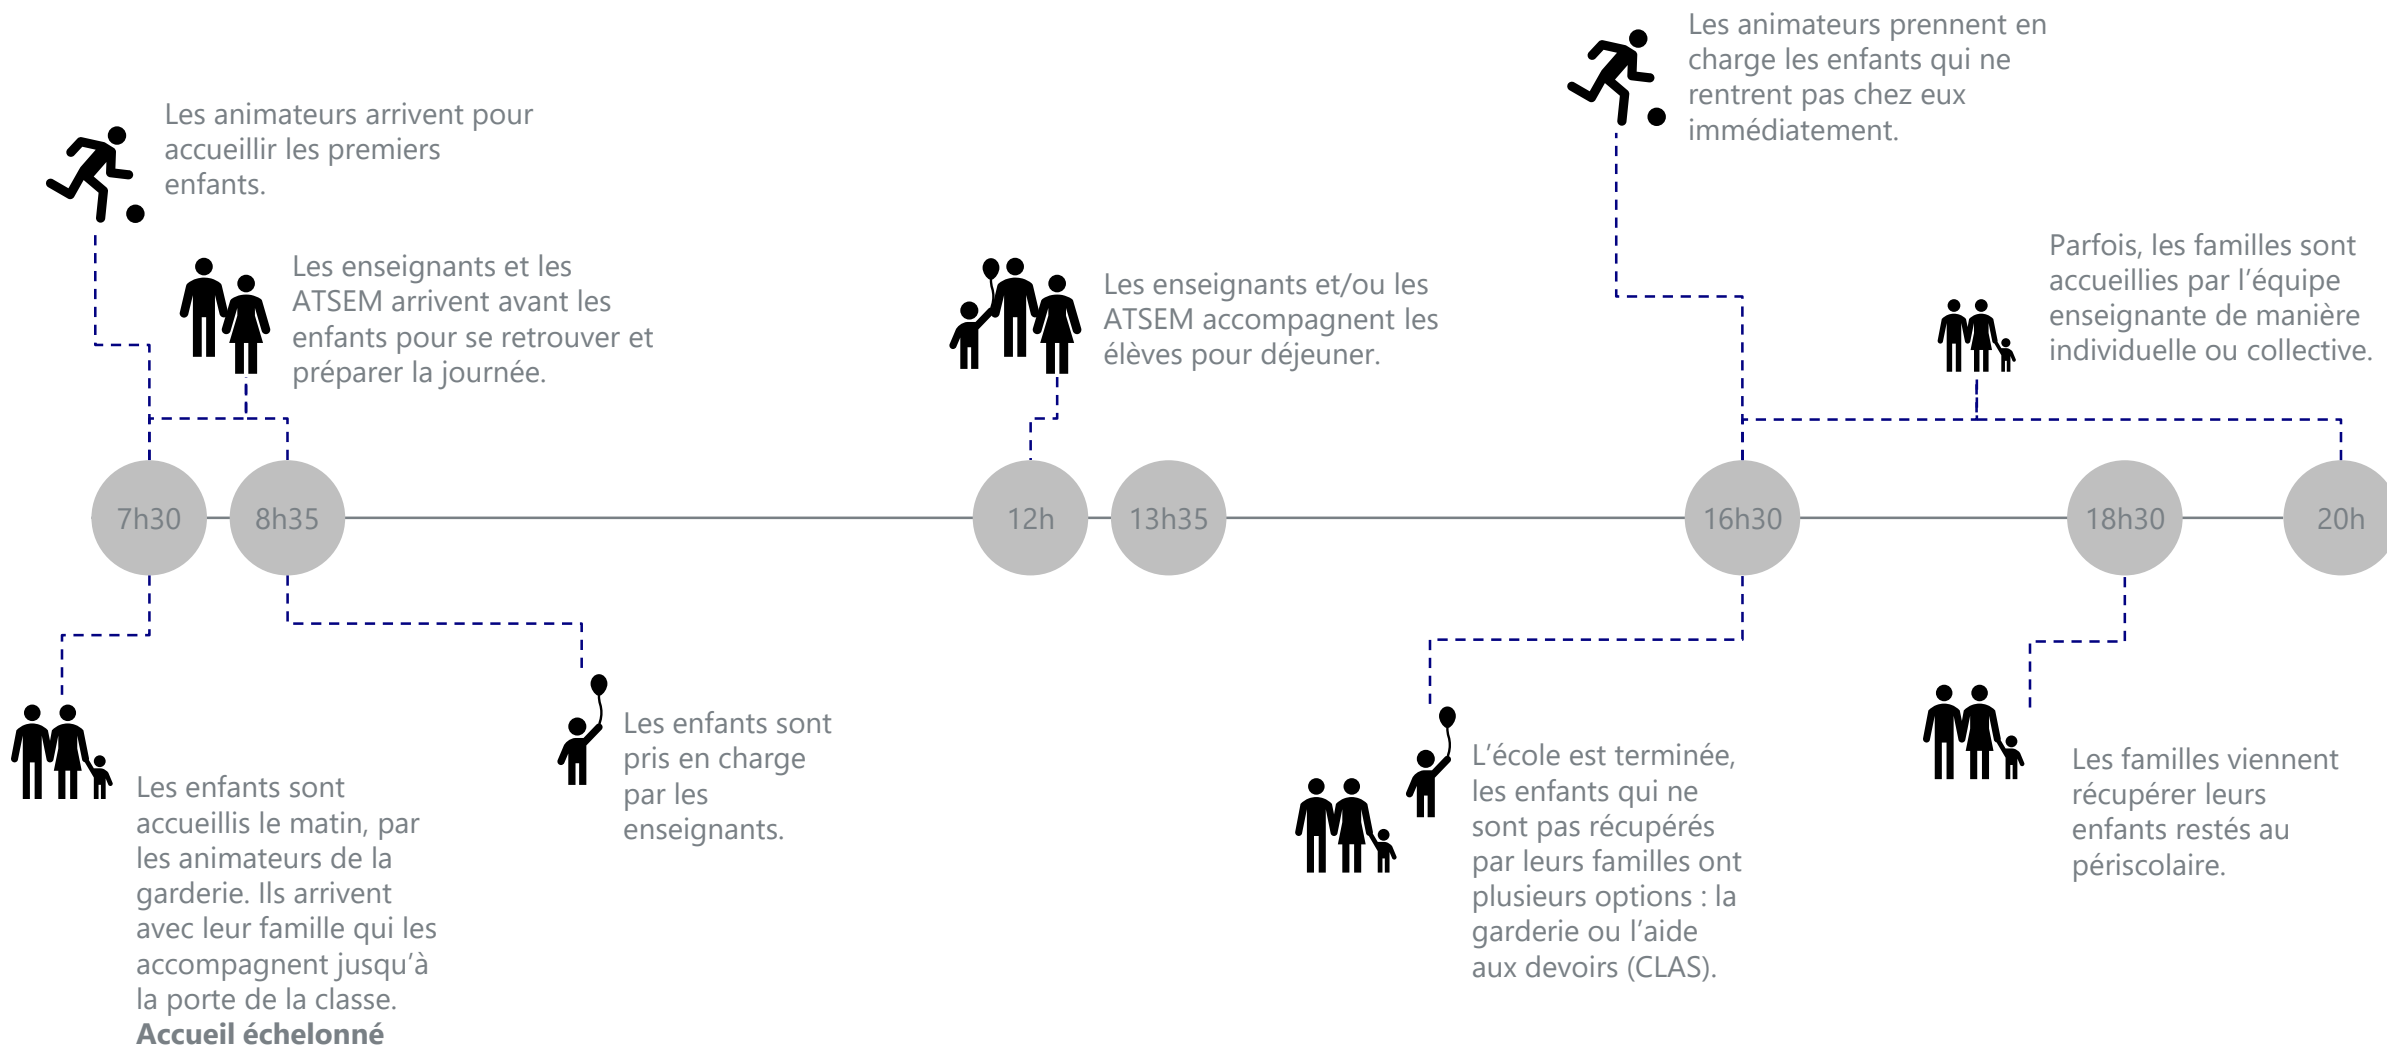 Les animateurs arrivent pour
accueillir les premiers
enfants.
Les enseignants et les
ATSEM arrivent avant les
enfants pour se retrouver et
préparer la journée.
Les enseignants et/ou les
ATSEM accompagnent les
élèves pour déjeuner.
Les animateurs prennent en
charge les enfants qui ne
rentrent pas chez eux
immédiatement.
Parfois, les familles sont
accueillies par l’équipe
enseignante de manière
individuelle ou collective.
7h30
8h35
12h
13h35
16h30
18h30
20h
Les enfants sont
accueillis le matin, par
les animateurs de la
garderie. Ils arrivent
avec leur famille qui les
accompagnent jusqu’à
la porte de la classe.
Accueil échelonné
Les enfants sont
pris en charge
par les
enseignants.
L’école est terminée,
les enfants qui ne
sont pas récupérés
par leurs familles ont
plusieurs options : la
garderie ou l’aide
aux devoirs (CLAS).
Les familles viennent
récupérer leurs
enfants restés au
périscolaire.